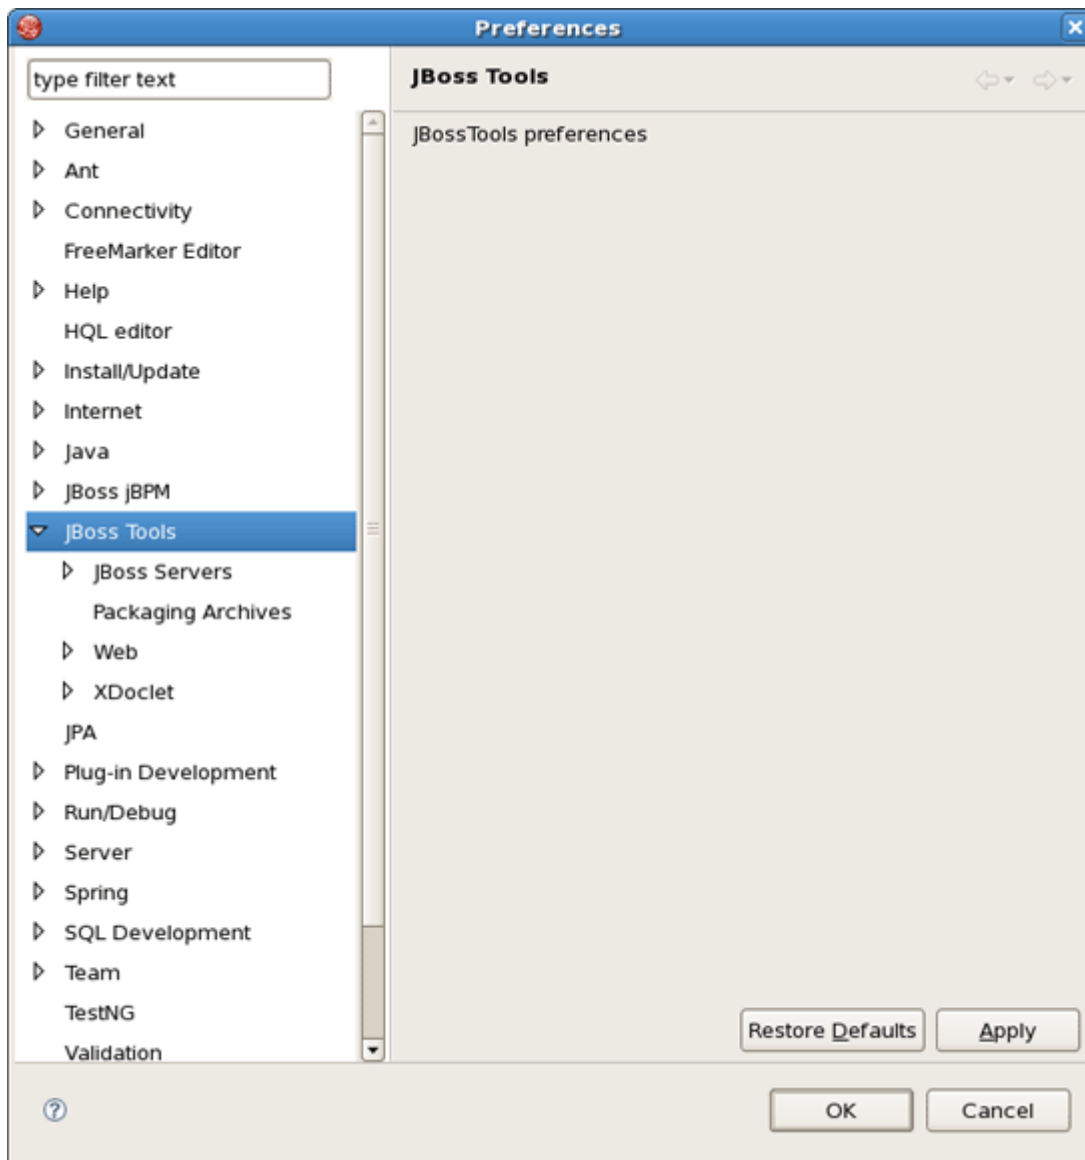 Preferences
type filter text
General
Ant
Connectivity
FreeMarker Editor
Help
HQL editor
Install/Update
Internet
Java
JBoss jBPM
JBoss Tools
JBoss Servers
Packaging Archives
Web
XDoclet
JPA
Plug-in Development
Run/Debug
Server
Spring
SQL Development
Team
TestNG
Validation
JBoss Tools
JBossTools preferences
Restore Defaults
Apply
OK
Cancel